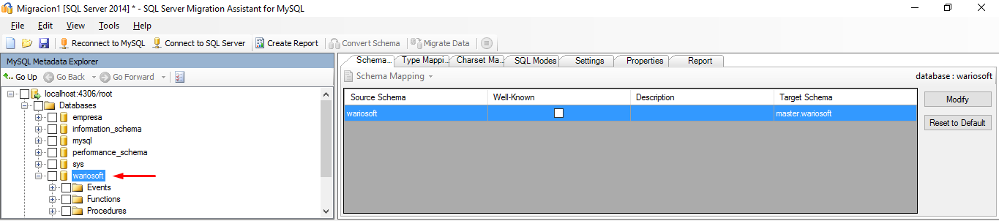 Migracion1 [SQL Server 2014] * - SQL Server Migration Assistant for MySQL
File Edit View Tools Help
Reconnect to MySQL Connect to SQL Server Create Report Convert Schema Migrate Data
MySQL Metadata Explorer
Go Up Go Back Go Forward
localhost:4306/root
Databases
empresa
information_schema
mysql
performance_schema
sys
wariosoft
Events
Functions
Procedures
Schema... Type Mappi... Charset Ma... SQL Modes Settings Properties Report
Schema Mapping database : wariosoft
Source Schema Well-Known Description Target Schema
wariosoft master.wariosoft
Modify
Reset to Default